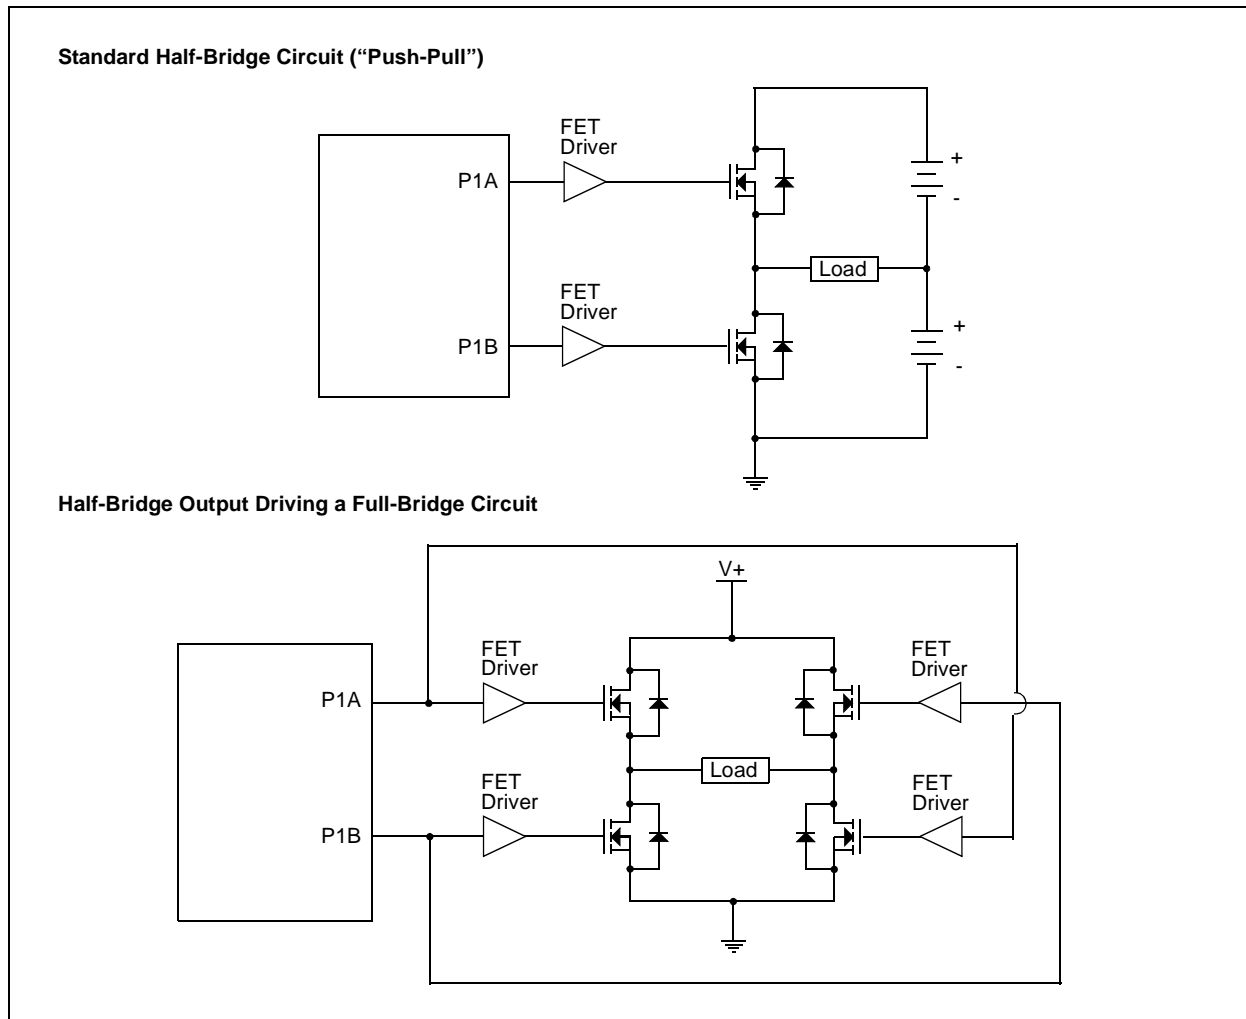 Standard Half-Bridge Circuit (“Push-Pull”)
FET
Driver
P1A
+
-
Load
FET
Driver
P1B
+
-
Half-Bridge Output Driving a Full-Bridge Circuit
V+
FET
Driver
FET
Driver
P1A
Load
FET
Driver
FET
Driver
P1B